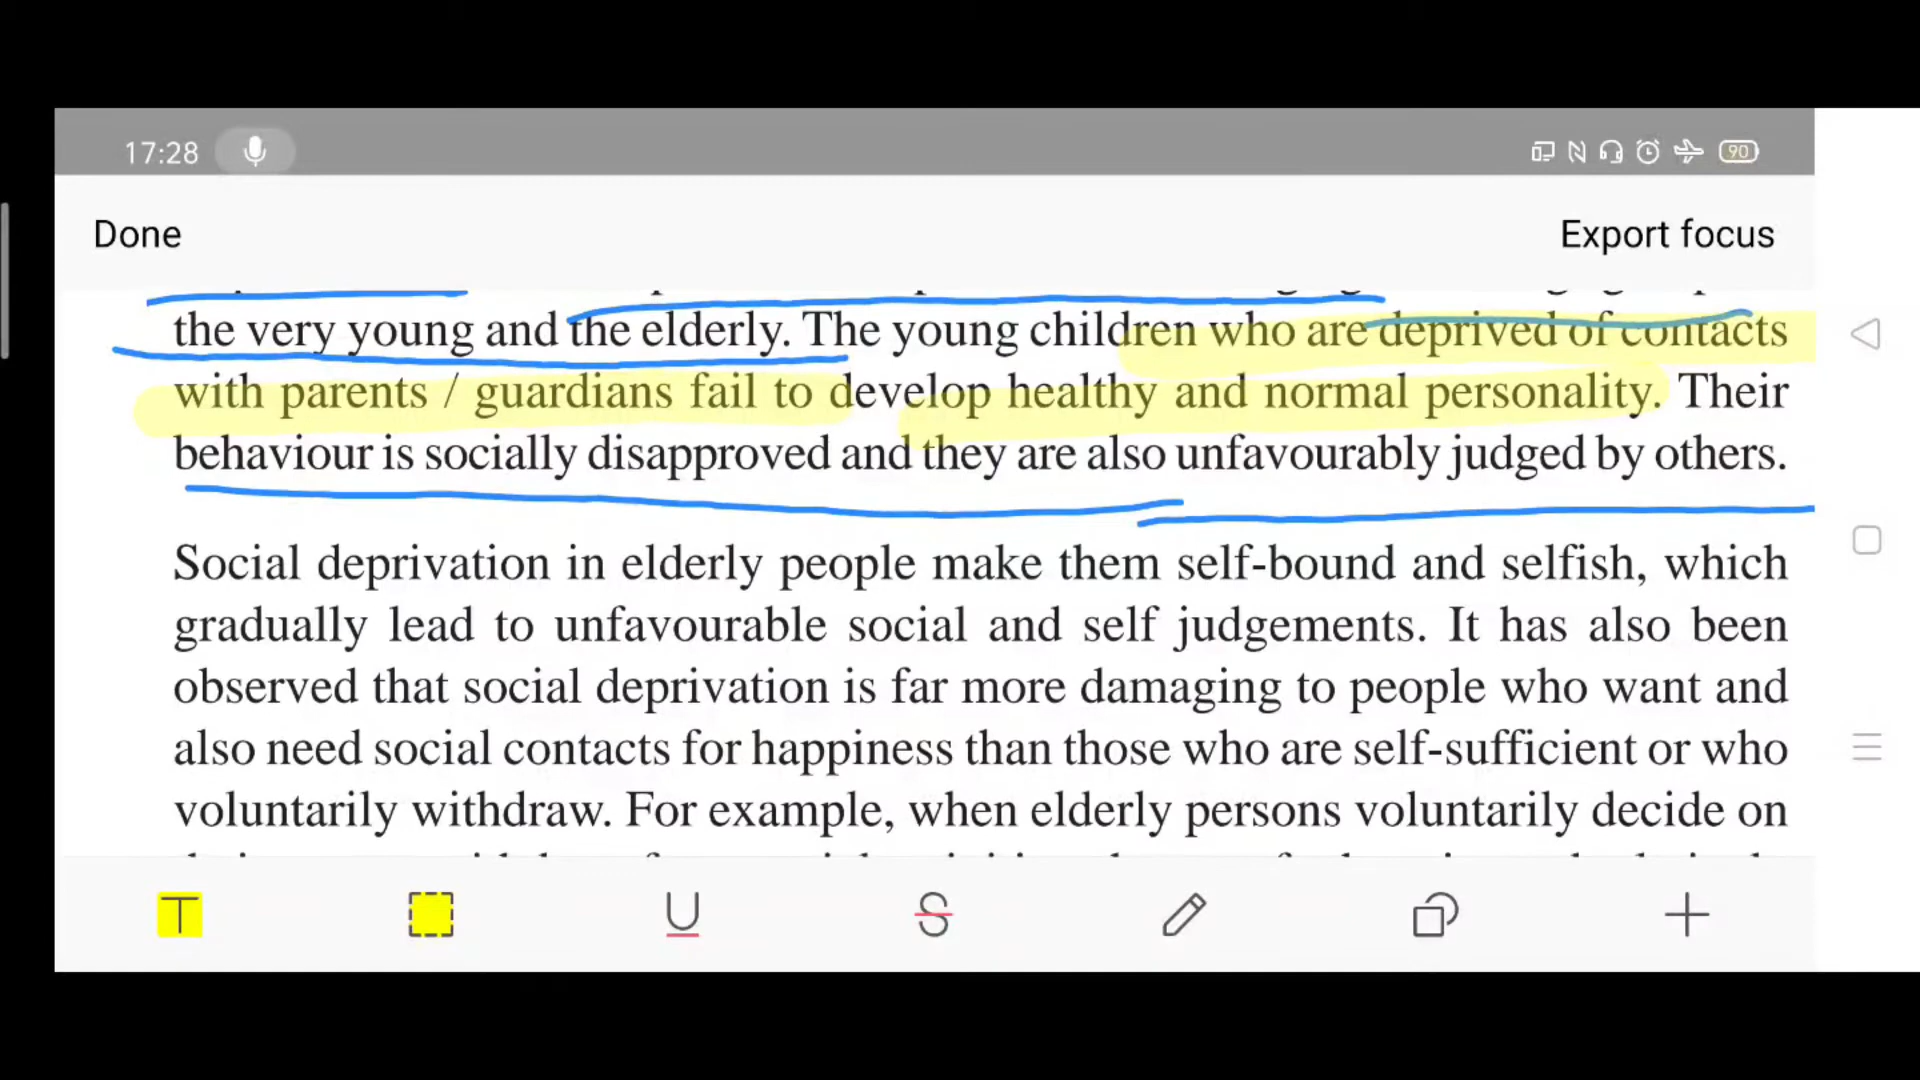 17:28
90
Done
Export focus
the very young and the elderly. The young children who are deprived of contacts
with parents / guardians fail to develop healthy and normal personality. Their
behaviour is socially disapproved and they are also unfavourably judged by others.
Social deprivation in elderly people make them self-bound and selfish, which
gradually lead to unfavourable social and self judgements. It has also been
observed that social deprivation is far more damaging to people who want and
also need social contacts for happiness than those who are self-sufficient or who
voluntarily withdraw. For example, when elderly persons voluntarily decide on
T U S